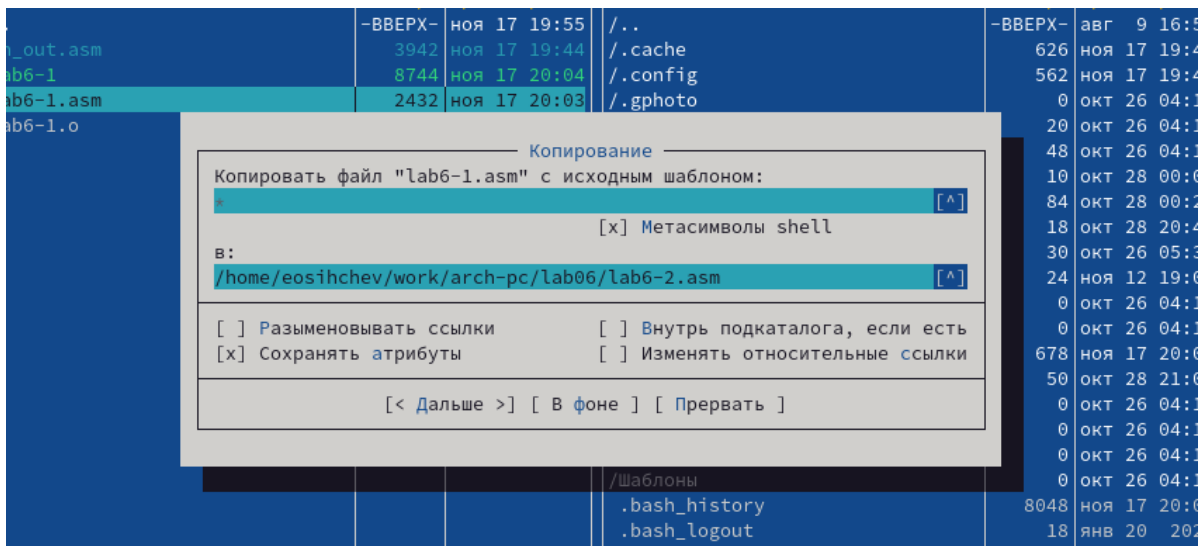 . -ВВЕРХ- ноя 17 19:55 /.. -ВВЕРХ- авг 9 16:5
_out.asm 3942 ноя 17 19:44 /.cache 626 ноя 17 19:4
ab6-1 8744 ноя 17 20:04 /.config 562 ноя 17 19:4
ab6-1.asm 2432 ноя 17 20:03 /.gphoto 0 окт 26 04:1
ab6-1.o 20 окт 26 04:1
Копирование 48 окт 26 04:1
Копировать файл "lab6-1.asm" с исходным шаблоном: 10 окт 28 00:0
* [^] 84 окт 28 00:2
[x] Метасимволы shell 18 окт 28 20:4
в: 30 окт 26 05:3
/home/eosihchev/work/arch-pc/lab06/lab6-2.asm [^] 24 ноя 12 19:0
0 окт 26 04:1
[ ] Разыменовывать ссылки [ ] Внутрь подкаталога, если есть 0 окт 26 04:1
[x] Сохранять атрибуты [ ] Изменять относительные ссылки 678 ноя 17 20:0
50 окт 28 21:0
[< Дальше >] [ В фоне ] [ Прервать ] 0 окт 26 04:1
0 окт 26 04:1
0 окт 26 04:1
/Шаблоны 0 окт 26 04:1
.bash_history 8048 ноя 17 20:0
.bash_logout 18 янв 20 202